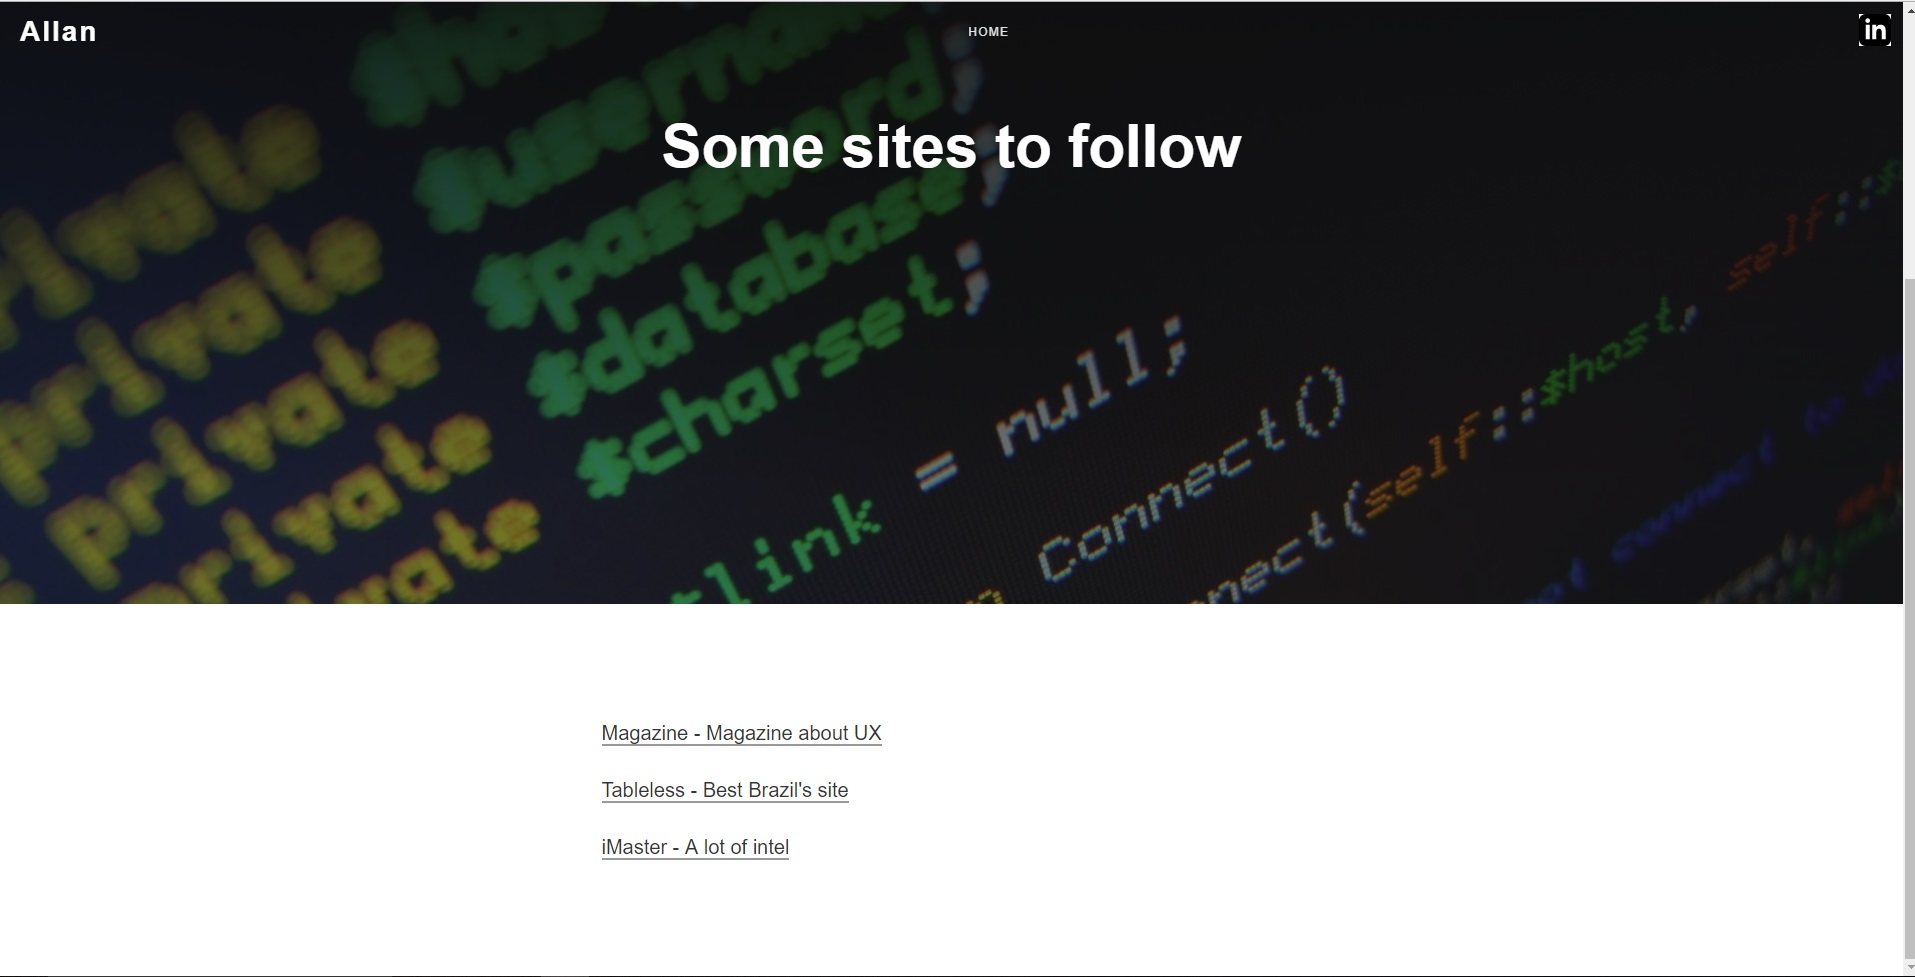 Allan
HOME
in
Some sites to follow
$username
$password;
$database;
$charset;
private
private
private
private
private
link = null;
Connect()
connect(self::$host, self::
Magazine - Magazine about UX
Tableless - Best Brazil's site
iMaster - A lot of intel